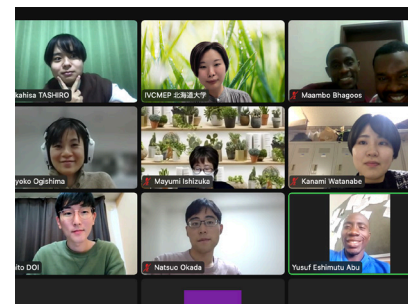 kahisa TASHIRO
IVCMEP 北海道大学
Maambo Bhagoos
yoko Ogishima
Mayumi Ishizuka
Kanami Watanabe
ito DOI
Natsuo Okada
Yusuf Eshimutu Abu